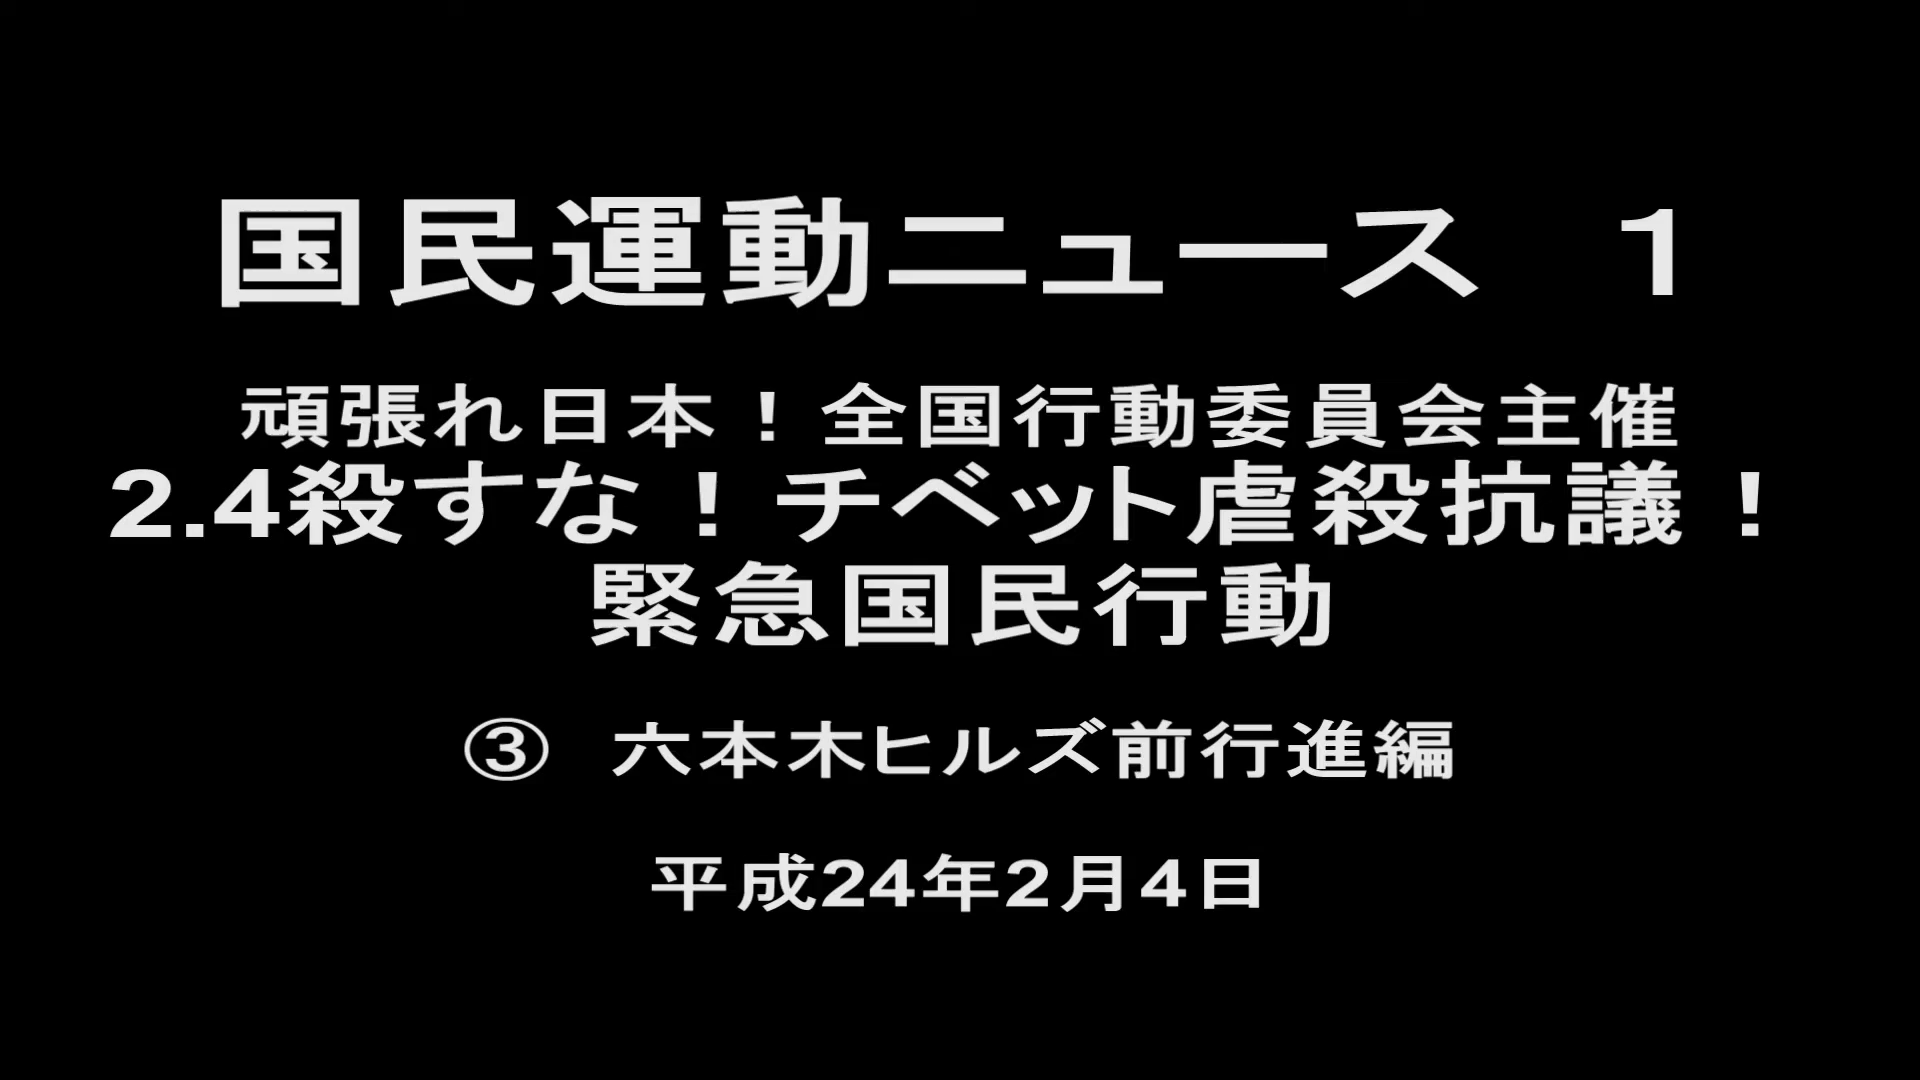 国民運動ニュース　1
頑張れ日本！全国行動委員会主催
2.4殺すな！チベット虐殺抗議！
緊急国民行動
③　六本木ヒルズ前行進編
平成24年2月4日